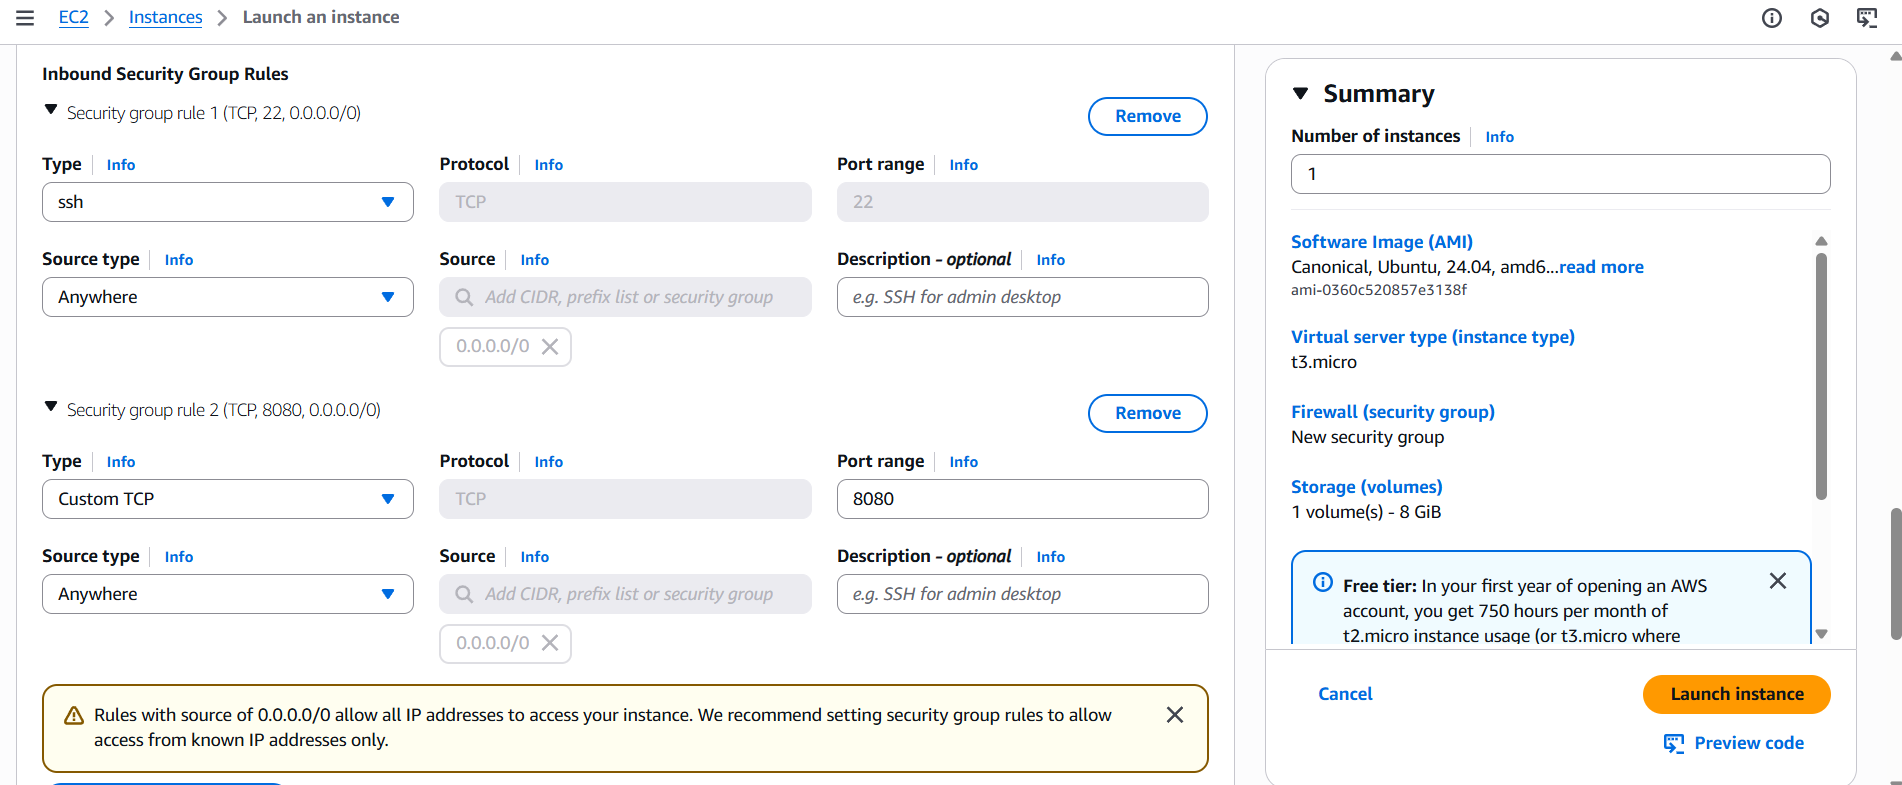 EC2 > Instances > Launch an instance
Inbound Security Group Rules
Security group rule 1 (TCP, 22, 0.0.0.0/0)
Remove
Type Info
Protocol Info
Port range Info
ssh
TCP
22
Source type Info
Source Info
Description - optional Info
Anywhere
Add CIDR, prefix list or security group
e.g. SSH for admin desktop
0.0.0.0/0
Security group rule 2 (TCP, 8080, 0.0.0.0/0)
Remove
Type Info
Protocol Info
Port range Info
Custom TCP
TCP
8080
Source type Info
Source Info
Description - optional Info
Anywhere
Add CIDR, prefix list or security group
e.g. SSH for admin desktop
0.0.0.0/0
Rules with source of 0.0.0.0/0 allow all IP addresses to access your instance. We recommend setting security group rules to allow
access from known IP addresses only.
Summary
Number of instances Info
1
Software Image (AMI)
Canonical, Ubuntu, 24.04, amd6...read more
ami-0360c520857e3138f
Virtual server type (instance type)
t3.micro
Firewall (security group)
New security group
Storage (volumes)
1 volume(s) - 8 GiB
Free tier: In your first year of opening an AWS
account, you get 750 hours per month of
t2.micro instance usage (or t3.micro where
Cancel
Launch instance
Preview code